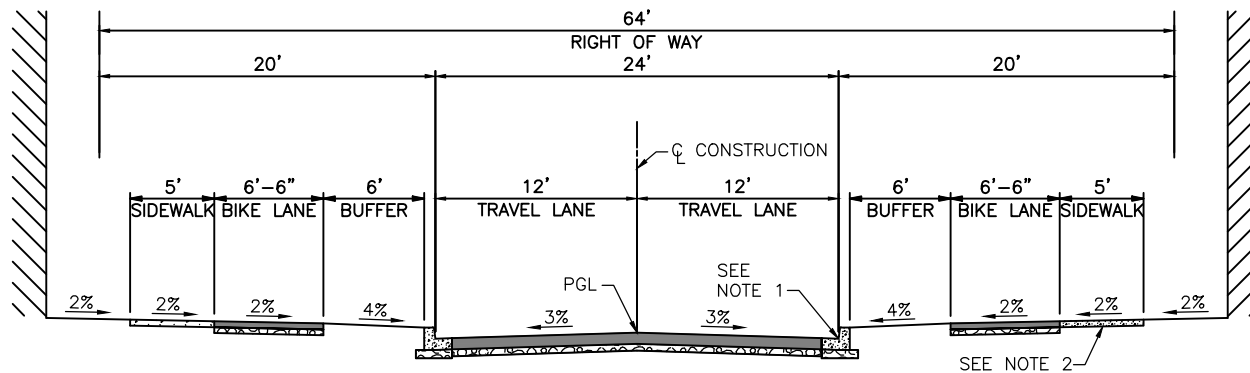 64'
RIGHT OF WAY
20' 24' 20'
℄ CONSTRUCTION
5' 6'-6" 6' 12' 12' 6' 6'-6" 5'
SIDEWALK BIKE LANE BUFFER TRAVEL LANE TRAVEL LANE BUFFER BIKE LANE SIDEWALK
SEE
NOTE 1
PGL
2% 2% 2% 4% 3% 3% 4% 2% 2% 2%
SEE NOTE 2